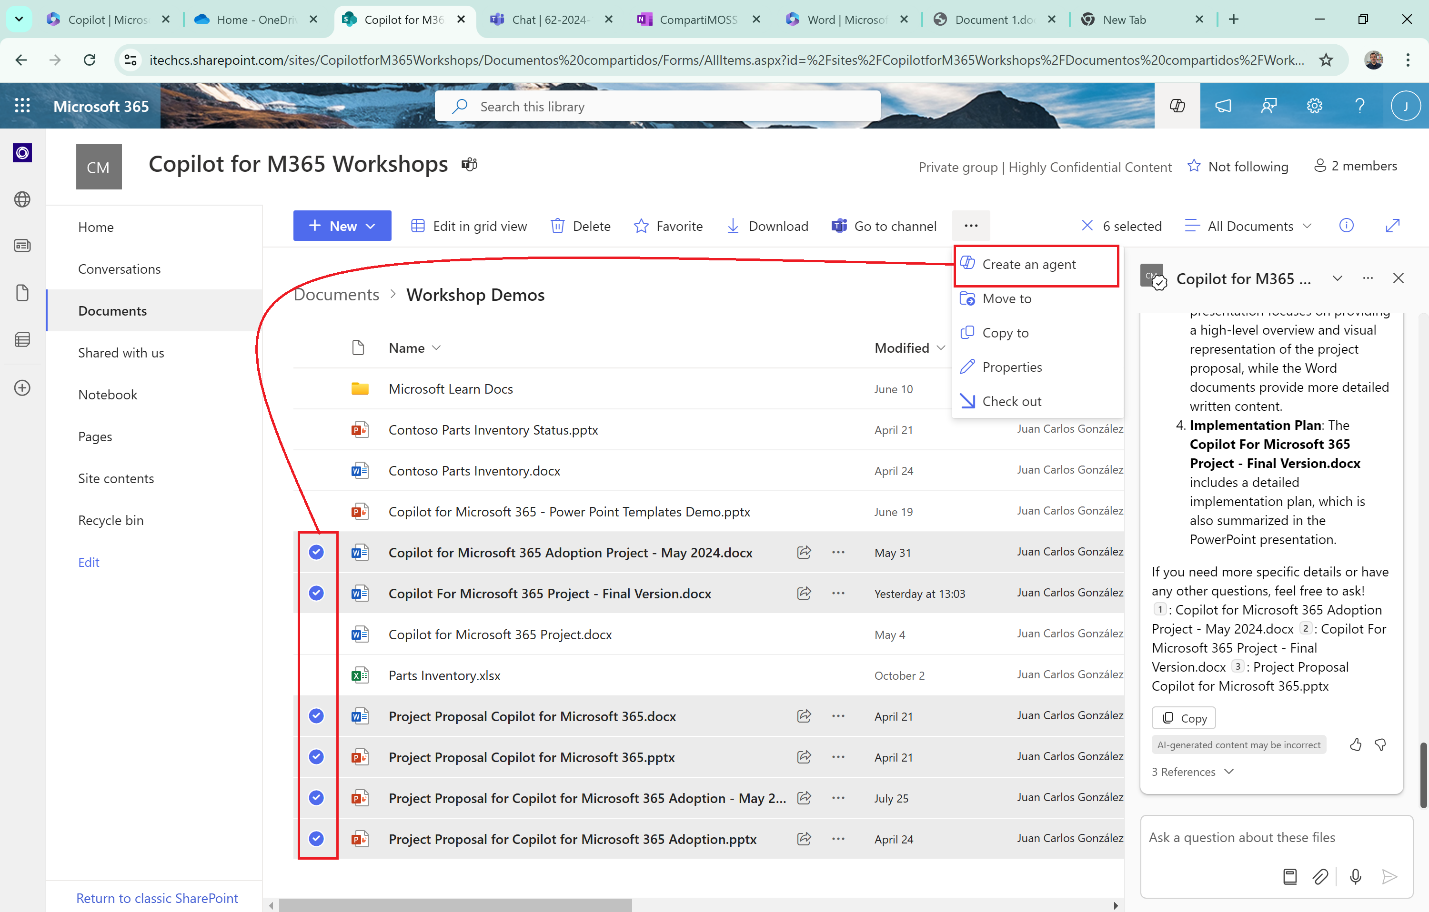 Copilot | Micros
Home - OneDri
Copilot for M36
Chat | 62-2024-
CompartiMOSS
Word | Microsof
Document 1.do
New Tab
itechcs.sharepoint.com/sites/CopilotforM365Workshops/Documentos%20compartidos/Forms/AllItems.aspx?id=%2Fsites%2FCopilotforM365Workshops%2FDocumentos%20compartidos%2FWork...
Microsoft 365
Search this library
J
CM
Copilot for M365 Workshops
Private group | Highly Confidential Content
Not following
2 members
Home
Conversations
Documents
Shared with us
Notebook
Pages
Site contents
Recycle bin
Edit
Return to classic SharePoint
+ New
Edit in grid view
Delete
Favorite
Download
Go to channel
...
6 selected
All Documents
Create an agent
Move to
Copy to
Properties
Check out
Documents > Workshop Demos
Name
Modified
Microsoft Learn Docs
June 10
Contoso Parts Inventory Status.pptx
April 21
Juan Carlos González
Contoso Parts Inventory.docx
April 24
Juan Carlos González
Copilot for Microsoft 365 - Power Point Templates Demo.pptx
June 19
Juan Carlos González
Copilot for Microsoft 365 Adoption Project - May 2024.docx
May 31
Juan Carlos González
Copilot For Microsoft 365 Project - Final Version.docx
Yesterday at 13:03
Juan Carlos González
Copilot for Microsoft 365 Project.docx
May 4
Juan Carlos González
Parts Inventory.xlsx
October 2
Juan Carlos González
Project Proposal Copilot for Microsoft 365.docx
April 21
Juan Carlos González
Project Proposal Copilot for Microsoft 365.pptx
April 21
Juan Carlos González
Project Proposal for Copilot for Microsoft 365 Adoption - May 2...
July 25
Juan Carlos González
Project Proposal for Copilot for Microsoft 365 Adoption.pptx
April 24
Juan Carlos González
CM
Copilot for M365 ...
presentation focuses on providing
a high-level overview and visual
representation of the project
proposal, while the Word
documents provide more detailed
written content.
4. Implementation Plan: The
Copilot For Microsoft 365
Project - Final Version.docx
includes a detailed
implementation plan, which is
also summarized in the
PowerPoint presentation.
If you need more specific details or have
any other questions, feel free to ask!
1 : Copilot for Microsoft 365 Adoption
Project - May 2024.docx 2 : Copilot For
Microsoft 365 Project - Final
Version.docx 3 : Project Proposal
Copilot for Microsoft 365.pptx
Copy
AI-generated content may be incorrect
3 References
Ask a question about these files